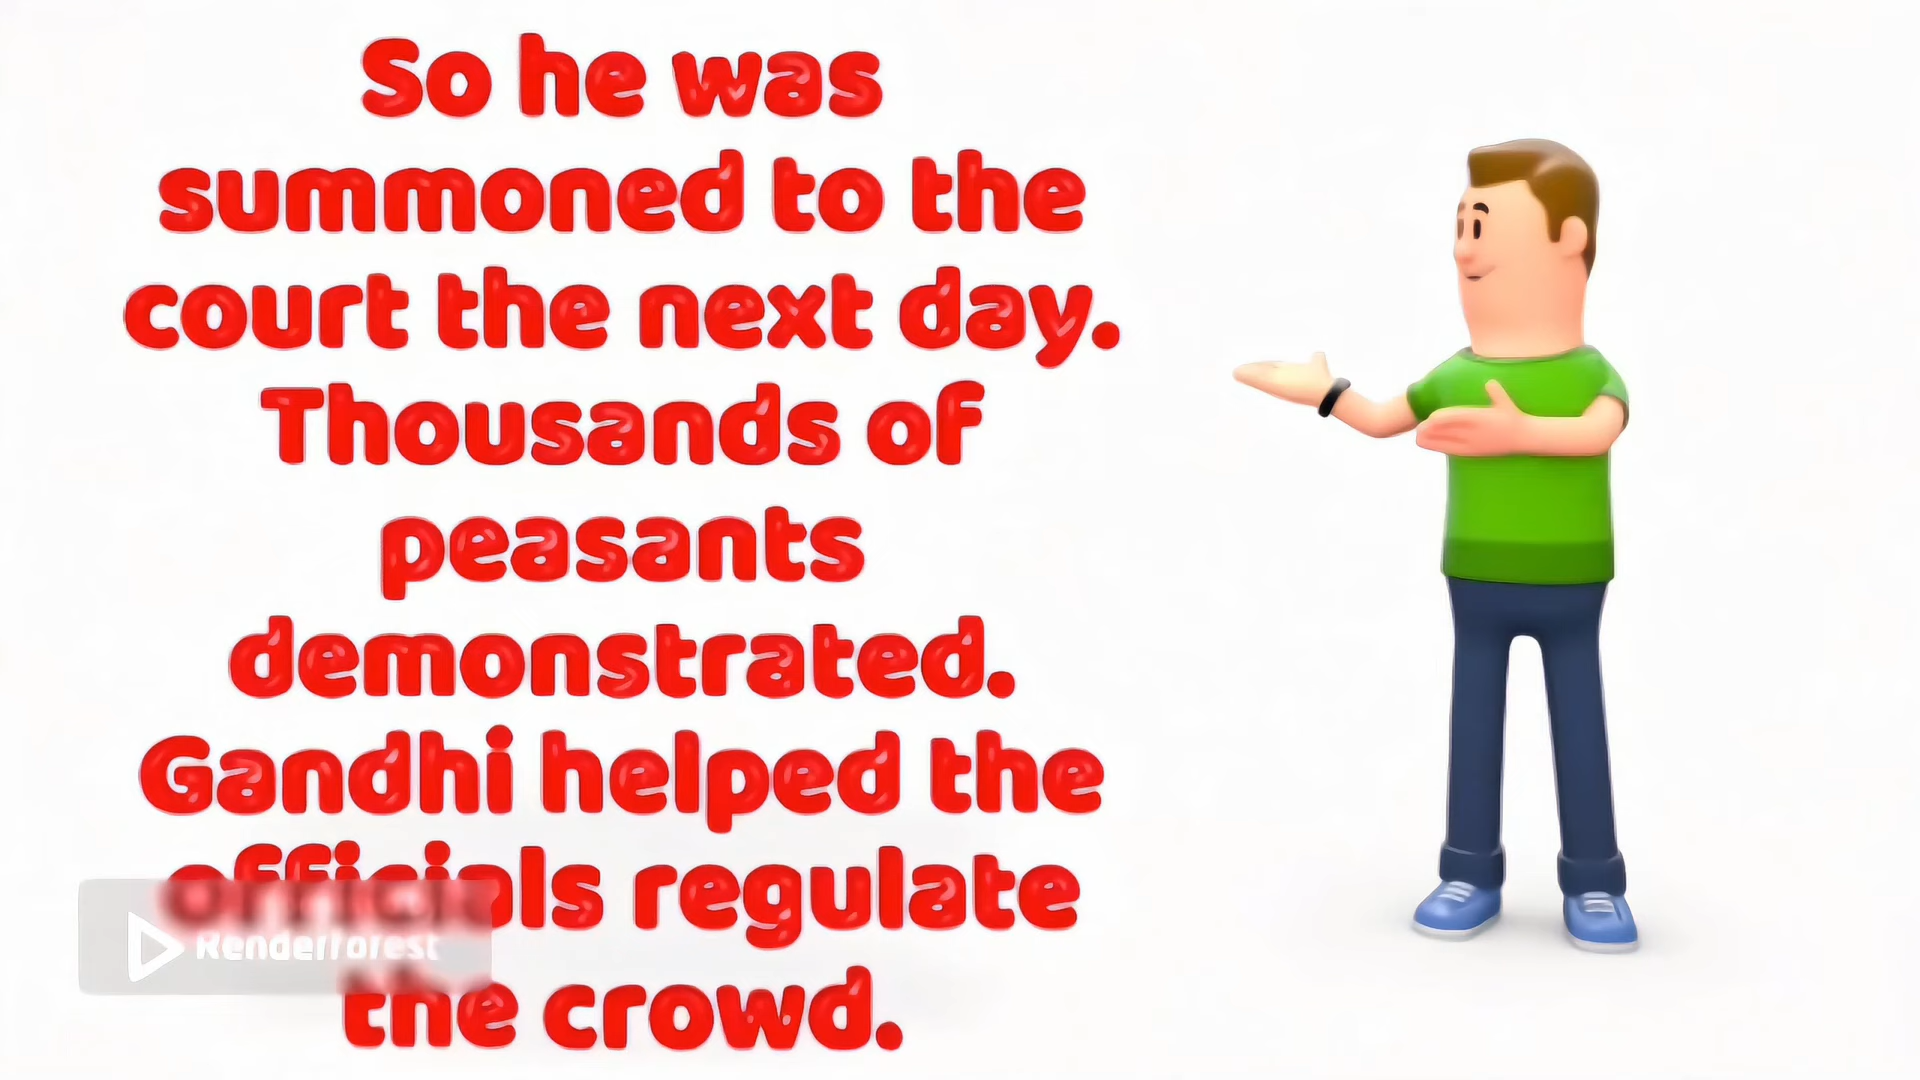 So he was
summoned to the
court the next day.
Thousands of
peasants
demonstrated.
Gandhi helped the
officials regulate
Renderforest
the crowd.